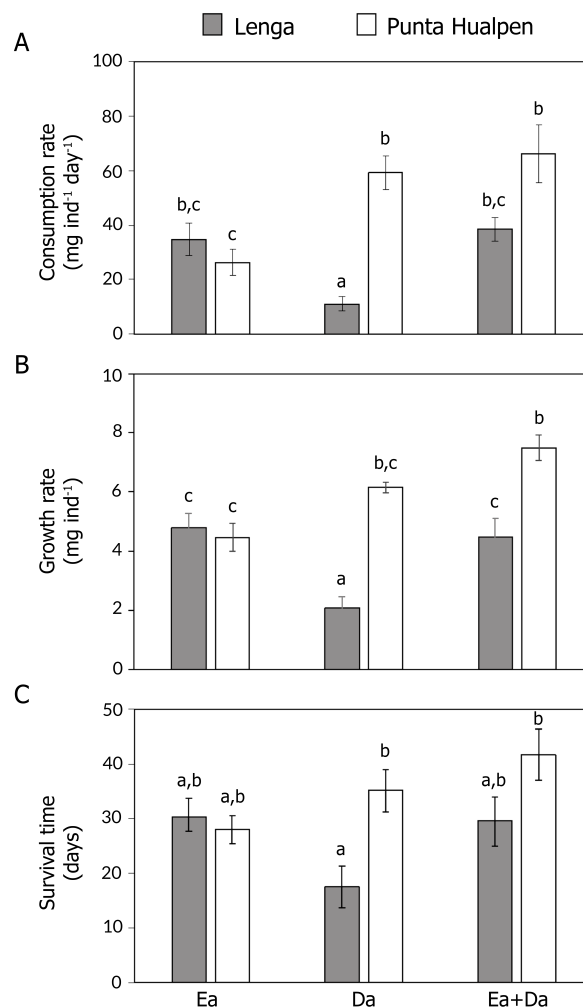 Lenga Punta Hualpen
A
Consumption rate
(mg ind⁻¹ day⁻¹)
100
80
60
40
20
0
b,c
c
a
b
b,c
b
B
Growth rate
(mg ind⁻¹)
10
8
6
4
2
0
c
c
a
b,c
c
b
C
Survival time
(days)
50
40
30
20
10
0
a,b
a,b
a
b
a,b
b
Ea Da Ea+Da